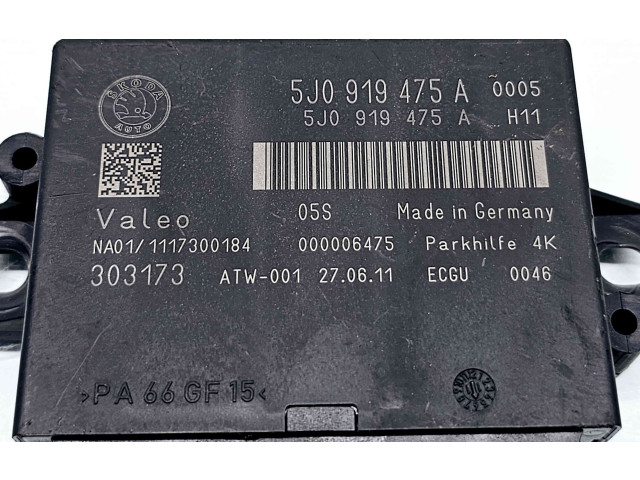 5J0 919 475 A 0005
5J0 919 475 A H11
SKODA
AUTO
Valeo 05S Made in Germany
NA01/1117300184 000006475 Parkhilfe 4K
303173 ATW-001 27.06.11 ECGU 0046
>PA 66 GF 15<